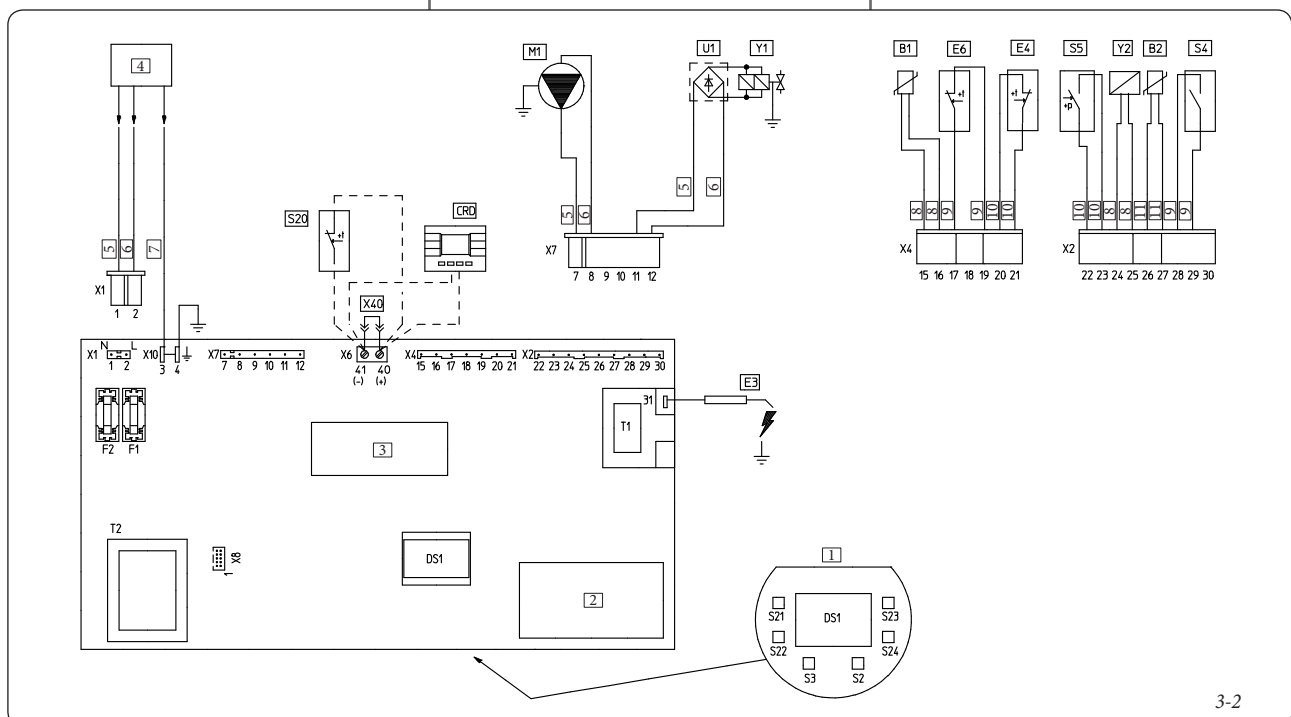 4
M1
U1
Y1
B1
E6
E4
S5
Y2
B2
S4
+t
+t
+p
5
6
7
S20
+t
CRD
5
6
5
6
8
8
9
9
10
10
10
10
8
8
11
11
9
9
X1
1 2
X40
X7
7 8 9 10 11 12
X4
15 16 17 18 19 20 21
X2
22 23 24 25 26 27 28 29 30
X1 N L
1 2
X10
3 4
X7
7 8 9 10 11 12
X6
41 40
(-) (+)
X4
15 16 17 18 19 20 21
X2
22 23 24 25 26 27 28 29 30
31
E3
T1
F2 F1
3
T2
X8
1
DS1
2
1
S21
DS1
S23
S22
S24
S3
S2
3-2